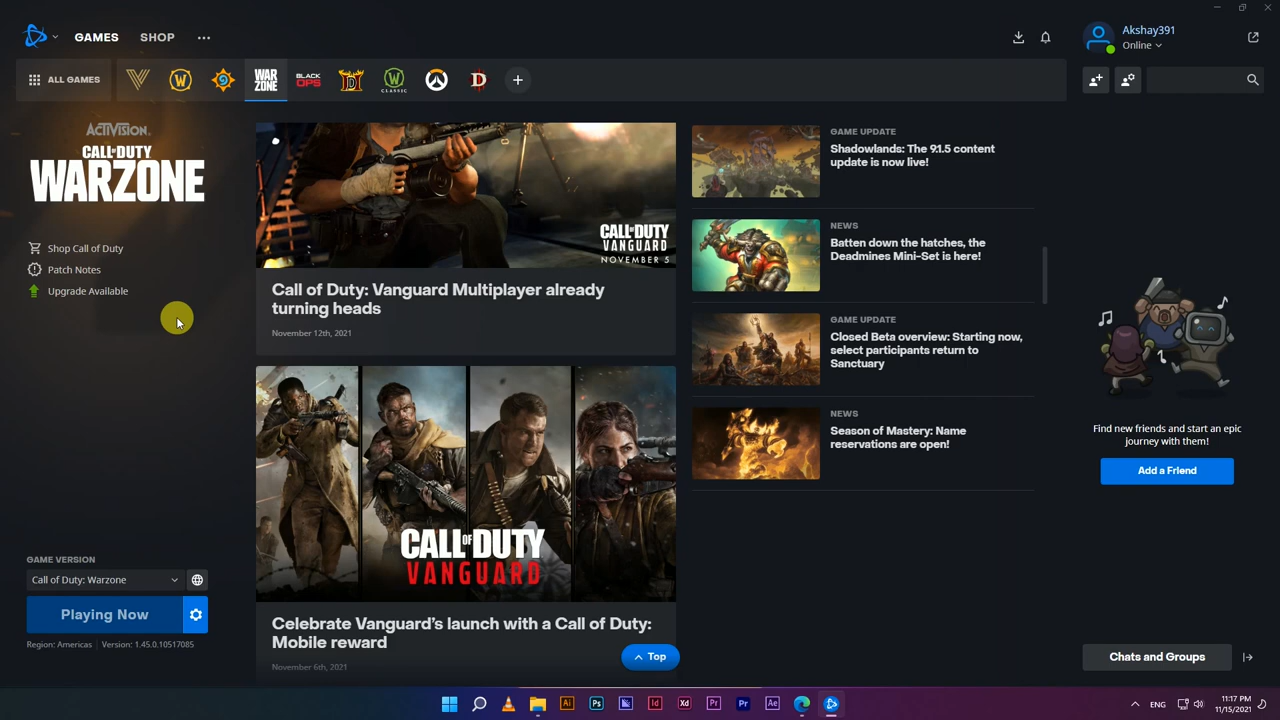 GAMES
SHOP
Akshay391
Online
ALL GAMES
WAR
ZONE
BLACK
OPS
CLASSIC
ACTIVISION
CALL OF DUTY
WARZONE
Shop Call of Duty
Patch Notes
Upgrade Available
CALL OF DUTY
VANGUARD
NOVEMBER 5
Call of Duty: Vanguard Multiplayer already
turning heads
November 12th, 2021
CALL OF DUTY
VANGUARD
Celebrate Vanguard's launch with a Call of Duty:
Mobile reward
November 6th, 2021
Top
GAME UPDATE
Shadowlands: The 9.1.5 content
update is now live!
NEWS
Batten down the hatches, the
Deadmines Mini-Set is here!
GAME UPDATE
Closed Beta overview: Starting now,
select participants return to
Sanctuary
NEWS
Season of Mastery: Name
reservations are open!
Find new friends and start an epic
journey with them!
Add a Friend
GAME VERSION
Call of Duty: Warzone
Playing Now
Region: Americas | Version: 1.45.0.10517085
Chats and Groups
Ai
Ps
Id
Xd
Pr
Pr
Ae
ENG
11:17 PM
11/15/2021